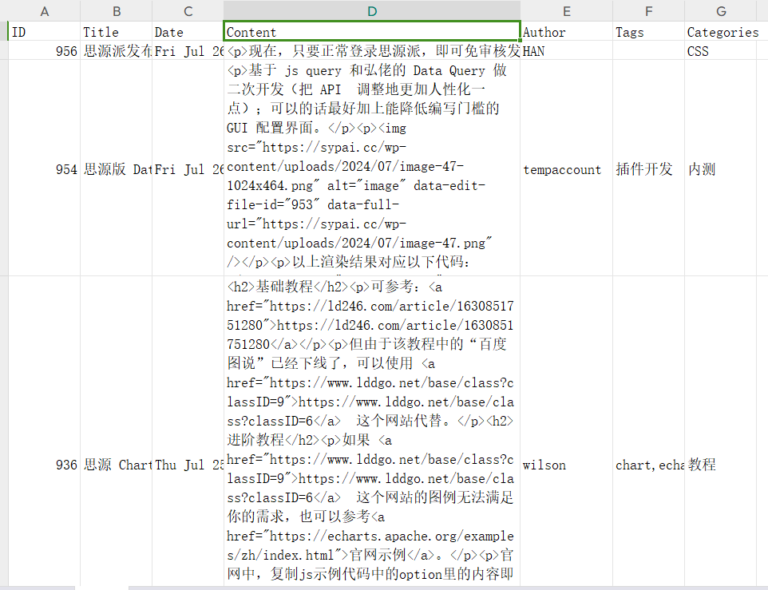 A B C D E F G
ID Title Date Content Author Tags Categories
956 思源派发布 Fri Jul 26 <p>现在，只要正常登录思源派，即可免审核发 HAN CSS
<p>基于 js query 和弘佬的 Data Query 做
二次开发（把 API  调整地更加人性化一
点）；可以的话最好加上能降低编写门槛的
GUI 配置界面。</p><p><img
src="https://sypai.cc/wp-
content/uploads/2024/07/image-47-
1024x464.png" alt="image" data-edit-
954 思源版 Dat Fri Jul 26 file-id="953" data-full- tempaccount 插件开发 内测
url="https://sypai.cc/wp-
content/uploads/2024/07/image-47.png"
/></p><p>以上渲染结果对应以下代码：
<h2>基础教程</h2><p>可参考：<a
href="https://ld246.com/article/16308517
51280">https://ld246.com/article/1630851
751280</a></p><p>但由于该教程中的“百度
图说”已经下线了，可以使用 <a
href="https://www.lddgo.net/base/class?c
lassID=9">https://www.lddgo.net/base/cla
ss?classID=6</a>  这个网站代替。</p><h2>
进阶教程</h2><p>如果 <a
href="https://www.lddgo.net/base/class?c
936 思源 Chart Thu Jul 25 lassID=9">https://www.lddgo.net/base/cla wilson chart,echa 教程
ss?classID=6</a>  这个网站的图例无法满足
你的需求，也可以参考<a
href="https://echarts.apache.org/example
s/zh/index.html">官网示例</a>。</p><p>官
网中，复制js示例代码中的option里的内容即